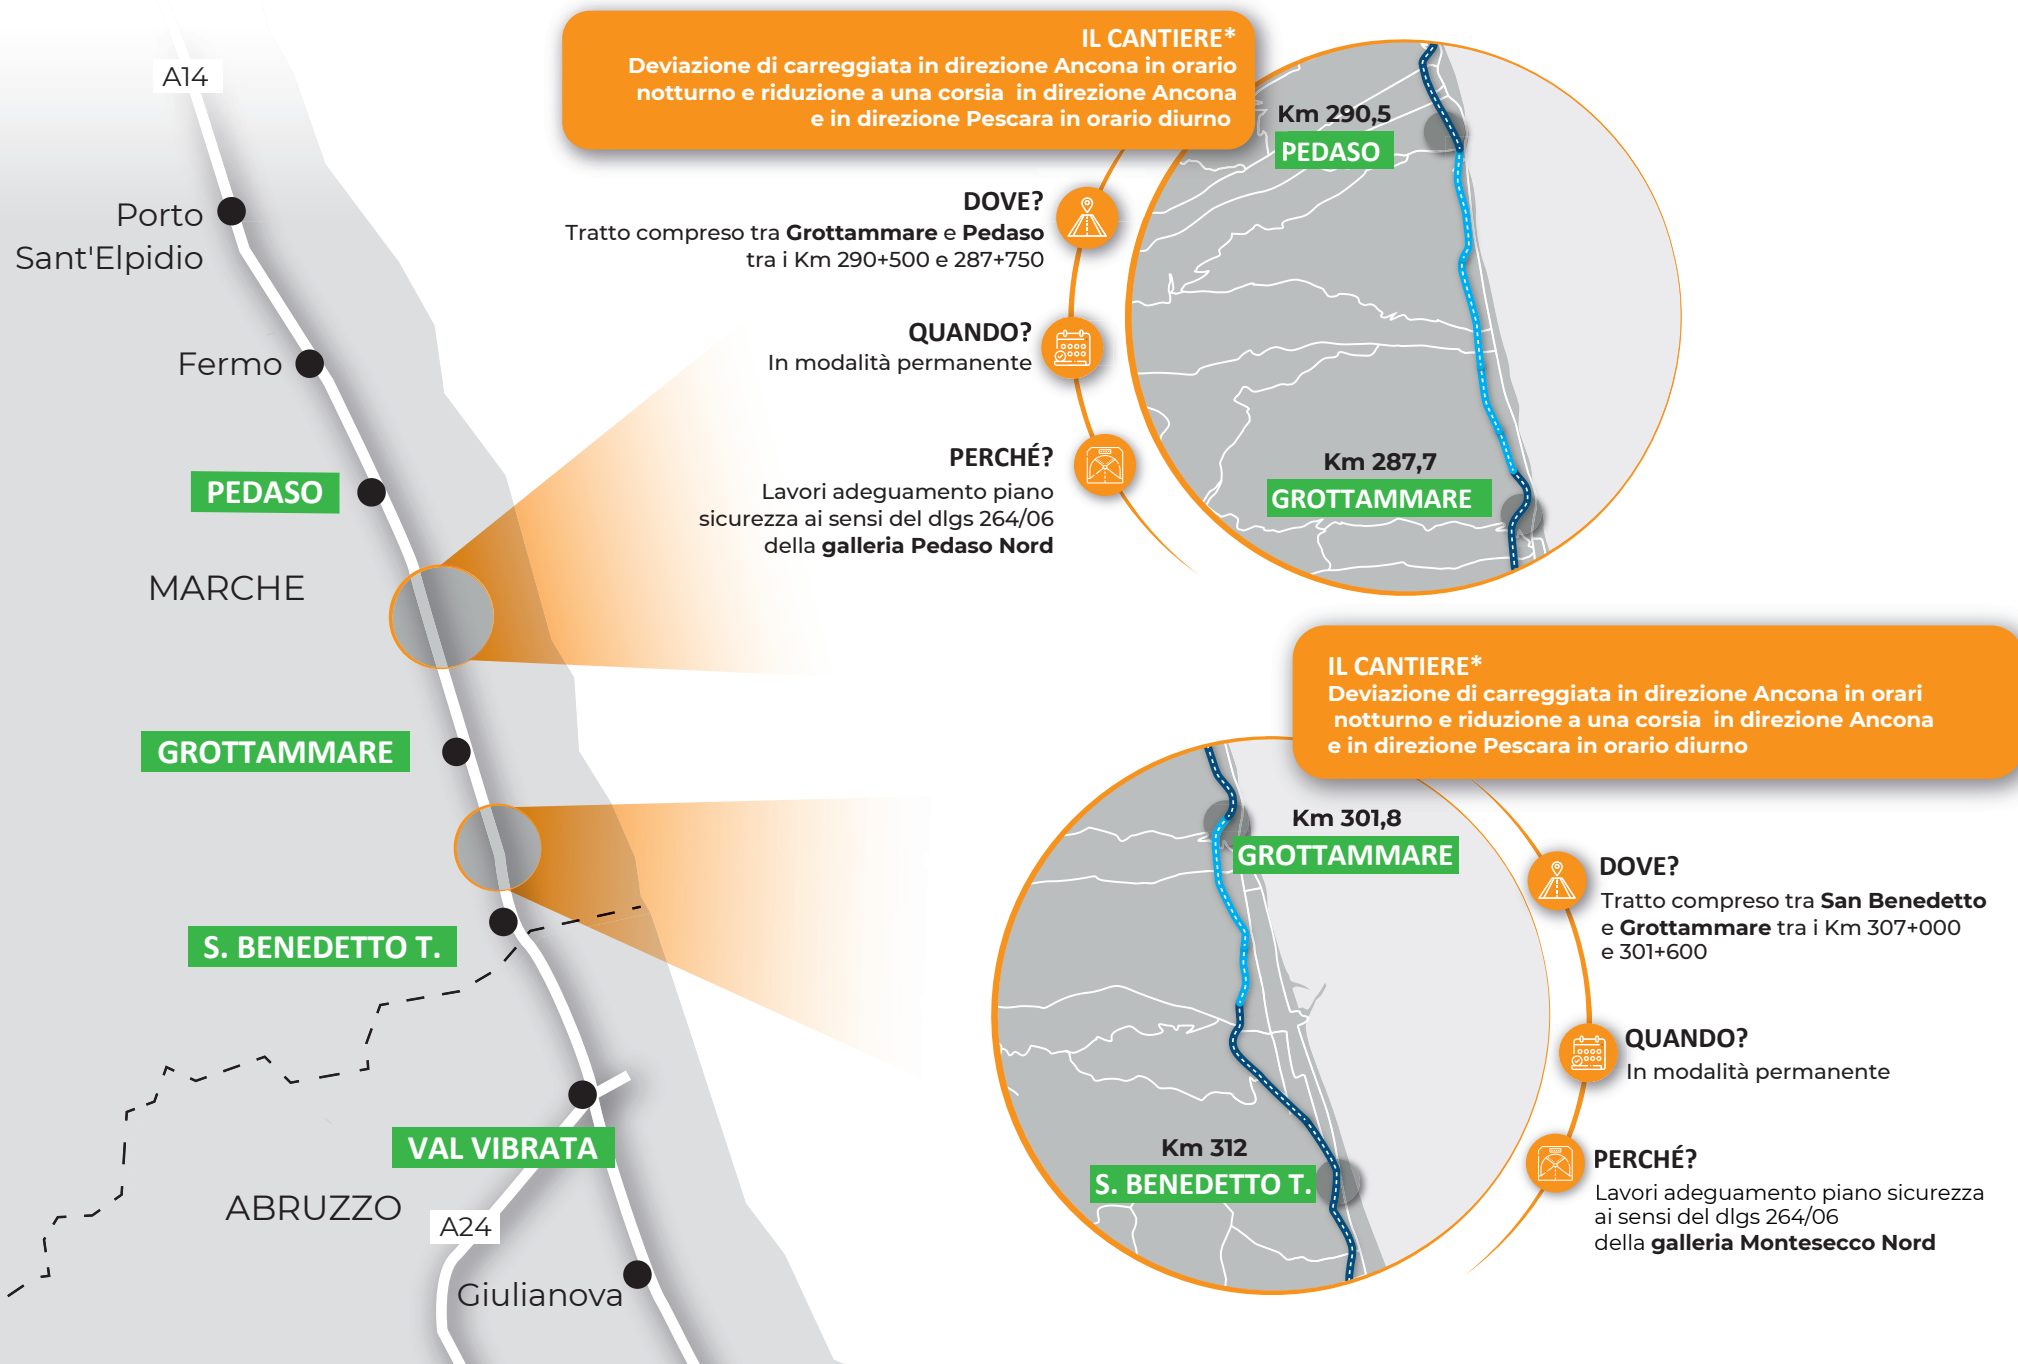 A14
Porto
Sant'Elpidio
Fermo
PEDASO
MARCHE
GROTTAMMARE
S. BENEDETTO T.
VAL VIBRATA
ABRUZZO
A24
Giulianova
IL CANTIERE*
Deviazione di carreggiata in direzione Ancona in orario
notturno e riduzione a una corsia in direzione Ancona
e in direzione Pescara in orario diurno
DOVE?
Tratto compreso tra Grottammare e Pedaso
tra i Km 290+500 e 287+750
QUANDO?
In modalità permanente
PERCHÉ?
Lavori adeguamento piano
sicurezza ai sensi del dlgs 264/06
della galleria Pedaso Nord
Km 290,5
PEDASO
Km 287,7
GROTTAMMARE
IL CANTIERE*
Deviazione di carreggiata in direzione Ancona in orari
notturno e riduzione a una corsia in direzione Ancona
e in direzione Pescara in orario diurno
Km 301,8
GROTTAMMARE
Km 312
S. BENEDETTO T.
DOVE?
Tratto compreso tra San Benedetto
e Grottammare tra i Km 307+000
e 301+600
QUANDO?
In modalità permanente
PERCHÉ?
Lavori adeguamento piano sicurezza
ai sensi del dlgs 264/06
della galleria Montesecco Nord